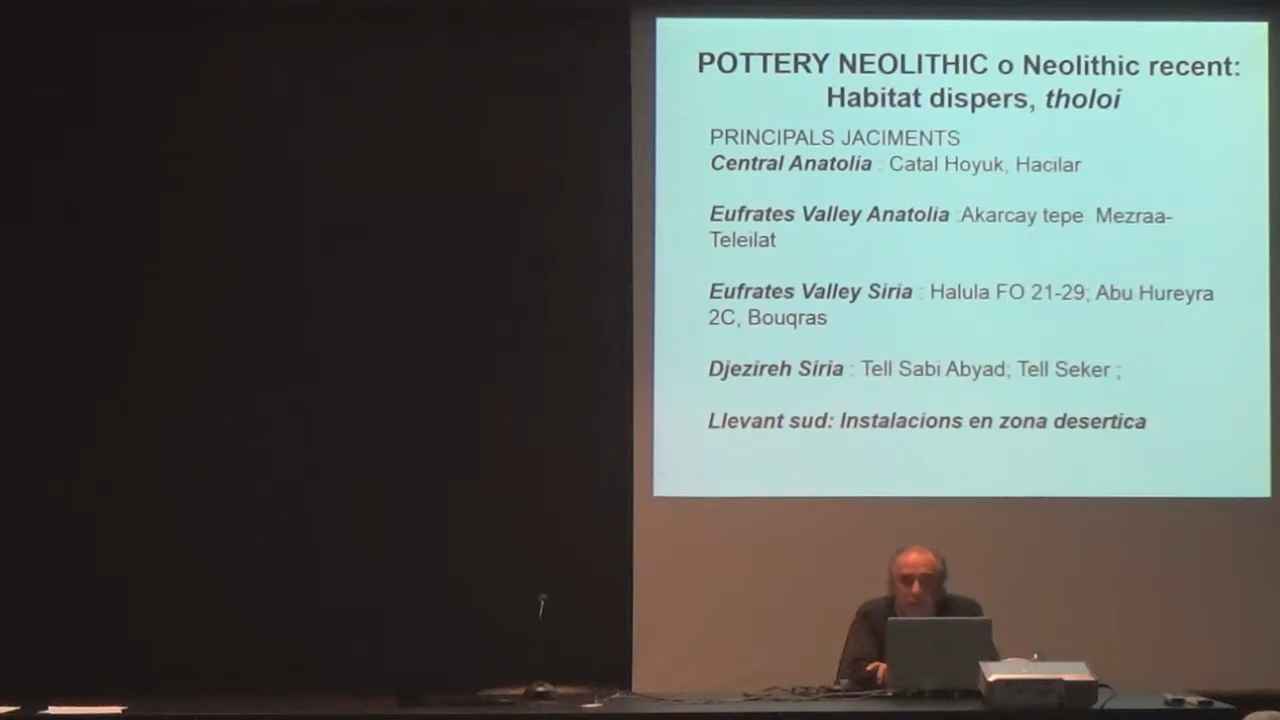 POTTERY NEOLITHIC o Neolithic recent:
Habitat dispers, tholoi
PRINCIPALS JACIMENTS
Central Anatolia : Catal Hoyuk, Hacilar
Eufrates Valley Anatolia :Akarcay tepe Mezraa-
Teleilat
Eufrates Valley Siria : Halula FO 21-29; Abu Hureyra
2C, Bouqras
Djezireh Siria : Tell Sabi Abyad; Tell Seker ;
Llevant sud: Instalacions en zona desertica